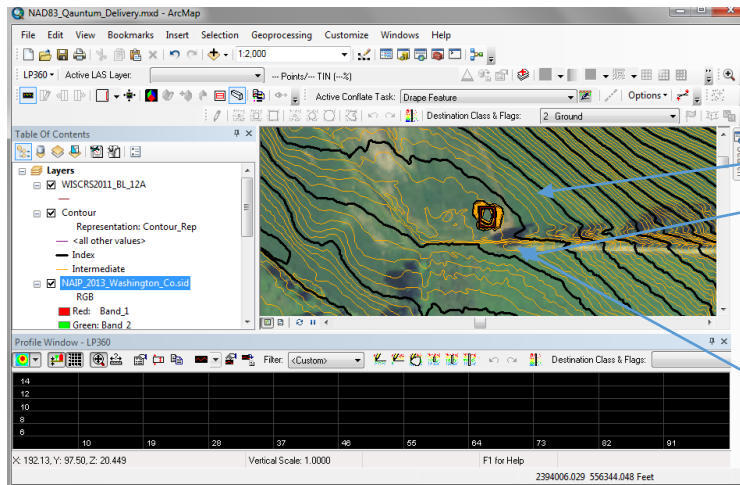 NAD83_Qauntum_Delivery.mxd - ArcMap
File Edit View Bookmarks Insert Selection Geoprocessing Customize Windows Help
1:2,000
LP360 Active LAS Layer: --- Points/-- TIN (---%)
Active Conflate Task: Drape Feature Options
Destination Class & Flags: 2 Ground
Table Of Contents
Layers
WISCRS2011_BL_12A
Contour
Representation: Contour_Rep
<all other values>
Index
Intermediate
NAIP_2013_Washington_Co.sid
RGB
Red: Band_1
Green: Band_2
Profile Window - LP360
Filter: <Custom> Destination Class & Flags:
14
12
10
8
6
10 19 28 37 46 55 64 73 82 91
X: 192.13, Y: 97.50, Z: 20.449 Vertical Scale: 1.0000 F1 for Help
2394006.029 556344.048 Feet